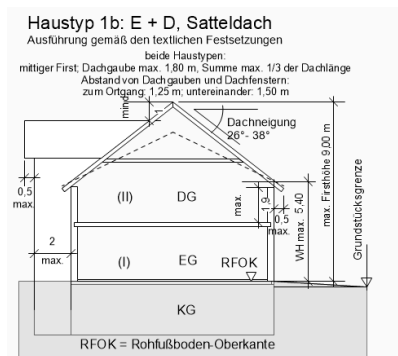 Haustyp 1b: E + D, Satteldach
Ausführung gemäß den textlichen Festsetzungen
beide Haustypen:
mittiger First; Dachgaube max. 1,80 m, Summe max. 1/3 der Dachlänge
Abstand von Dachgauben und Dachfenstern:
zum Ortgang: 1,25 m; untereinander: 1,50 m
mind.
1
Dachneigung
26°- 38°
max. Firsthöhe 9,00 m
Grundstücksgrenze
0,5
max.
(II)
DG
max.
1,9
0,5
max.
WH max. 5,40
2
max.
(I)
EG
RFOK
KG
RFOK = Rohfußboden-Oberkante